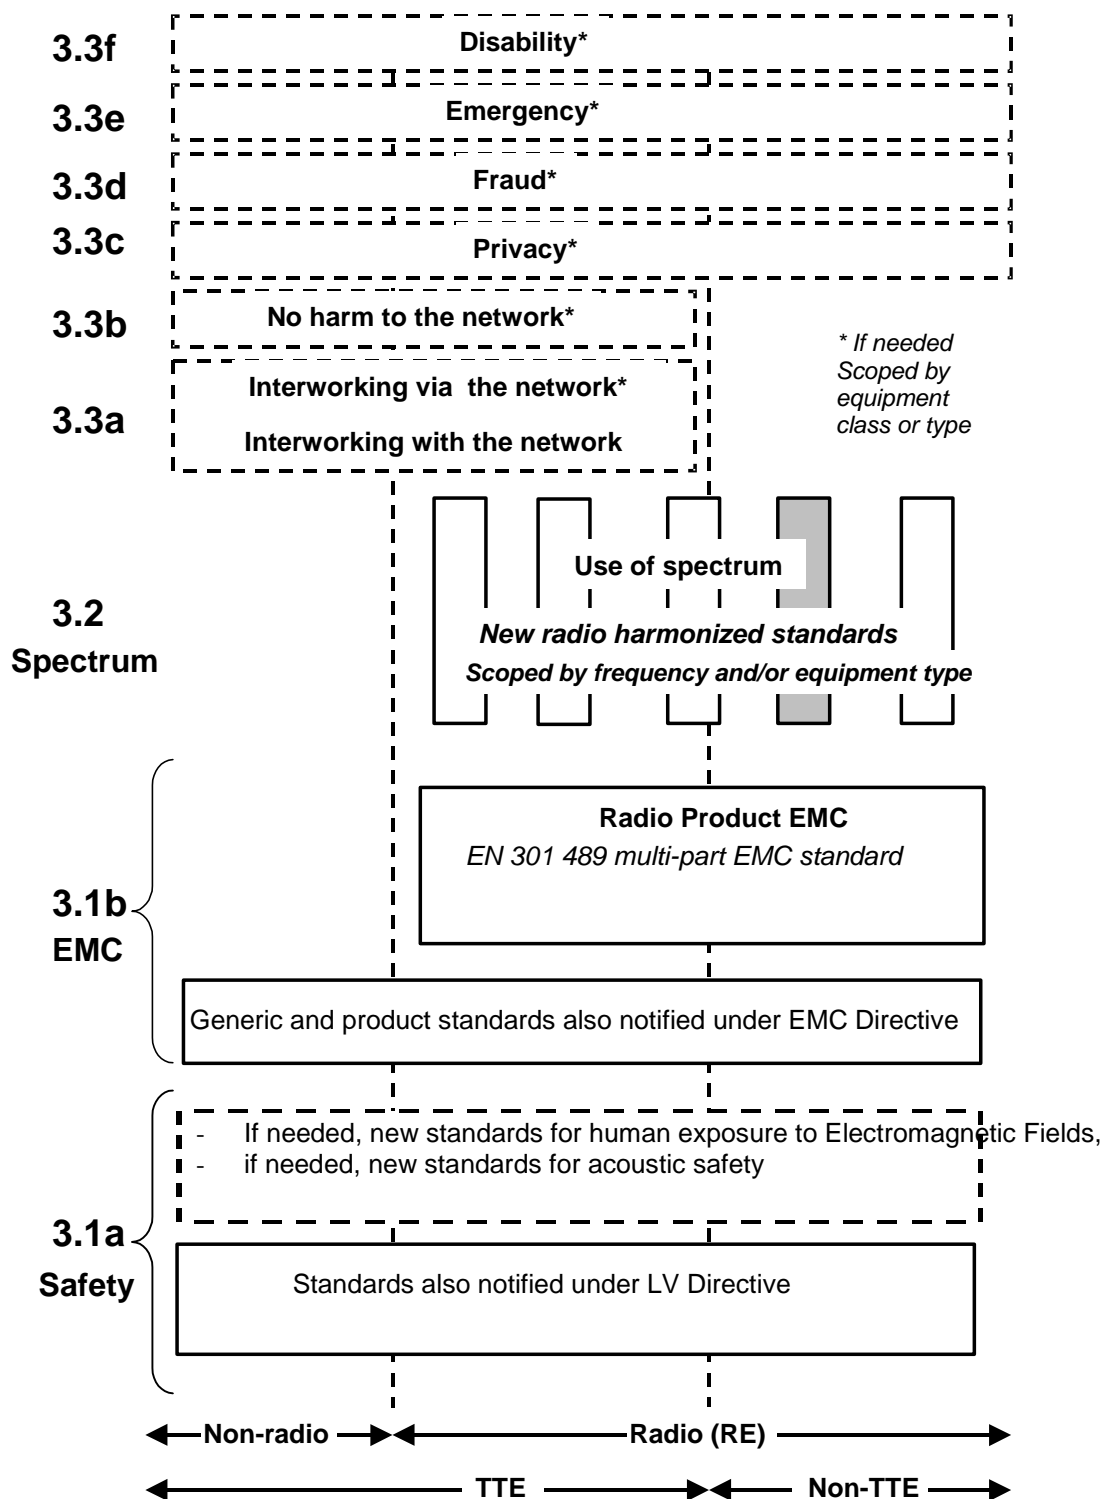 3.3f
Disability*
3.3e
Emergency*
3.3d
Fraud*
3.3c
Privacy*
3.3b
No harm to the network*
* If needed
Scoped by
equipment
class or type
3.3a
Interworking via the network*
Interworking with the network
Use of spectrum
3.2
Spectrum
New radio harmonized standards
Scoped by frequency and/or equipment type
Radio Product EMC
EN 301 489 multi-part EMC standard
3.1b
EMC
Generic and product standards also notified under EMC Directive
- If needed, new standards for human exposure to Electromagnetic Fields,
- if needed, new standards for acoustic safety
3.1a
Safety
Standards also notified under LV Directive
Non-radio
Radio (RE)
TTE
Non-TTE